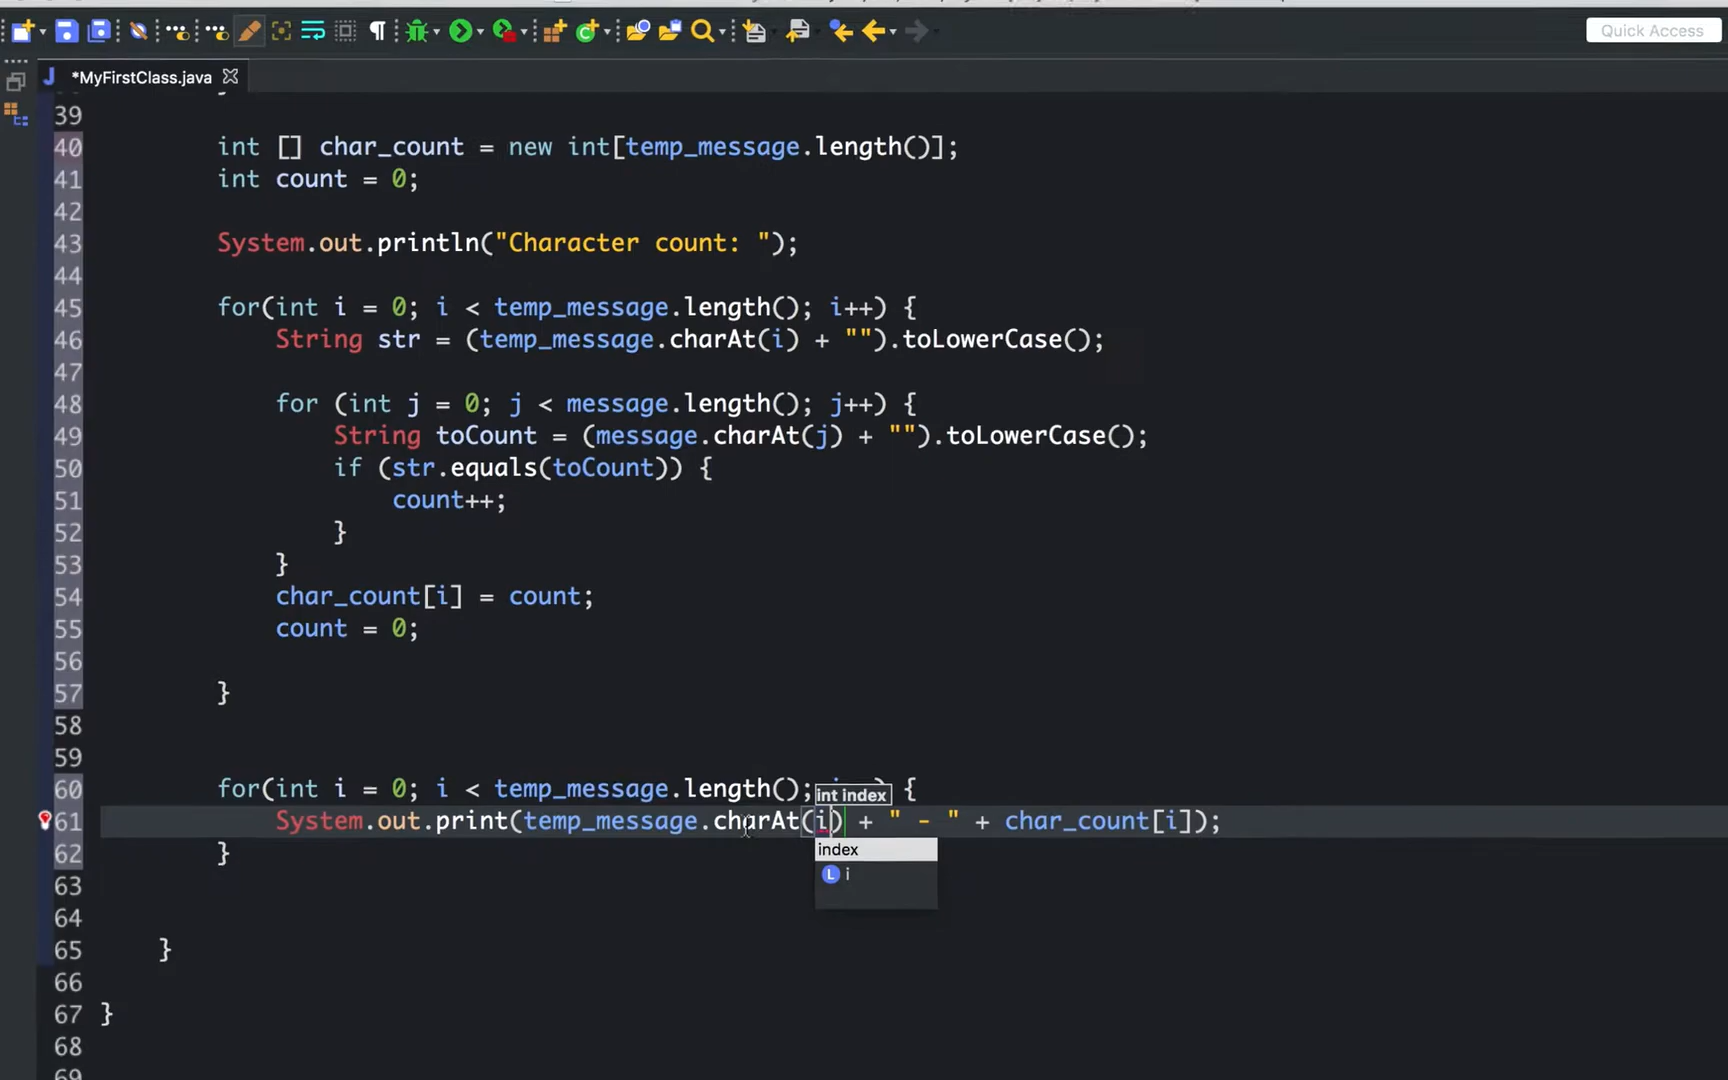 Quick Access
*MyFirstClass.java
39
40 int [] char_count = new int[temp_message.length()];
41 int count = 0;
42
43 System.out.println("Character count: ");
44
45 for(int i = 0; i < temp_message.length(); i++) {
46 String str = (temp_message.charAt(i) + "").toLowerCase();
47
48 for (int j = 0; j < message.length(); j++) {
49 String toCount = (message.charAt(j) + "").toLowerCase();
50 if (str.equals(toCount)) {
51 count++;
52 }
53 }
54 char_count[i] = count;
55 count = 0;
56
57 }
58
59
60 for(int i = 0; i < temp_message.length(); {
int index
61 System.out.print(temp_message.charAt(i) + " - " + char_count[i]);
62 }
index
L i
63
64
65 }
66
67 }
68
69